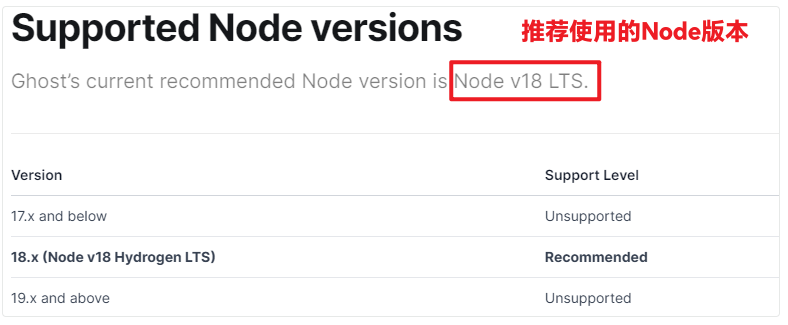 Supported Node versions
推荐使用的Node版本
Ghost’s current recommended Node version is Node v18 LTS.
Version Support Level
17.x and below Unsupported
18.x (Node v18 Hydrogen LTS) Recommended
19.x and above Unsupported